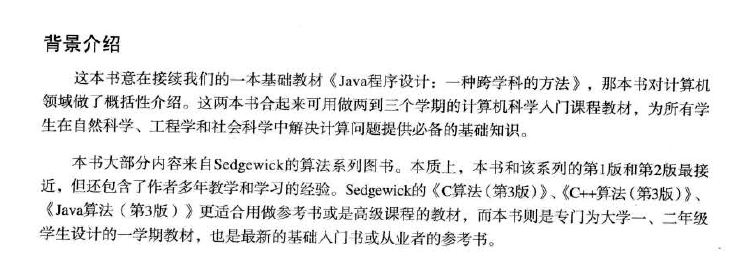 背景介绍
这本书意在接续我们的一本基础教材《Java程序设计：一种跨学科的方法》，那本书对计算机
领域做了概括性介绍。这两本书合起来可用做两到三个学期的计算机科学入门课程教材，为所有学
生在自然科学、工程学和社会科学中解决计算问题提供必备的基础知识。
本书大部分内容来自Sedgewick的算法系列图书。本质上，本书和该系列的第1版和第2版最接
近，但还包含了作者多年教学和学习的经验。Sedgewick的《C算法（第3版）》、《C++算法（第3版）》、
《Java算法（第3版）》更适合用做参考书或是高级课程的教材，而本书则是专门为大学一、二年级
学生设计的一学期教材，也是最新的基础入门书或从业者的参考书。